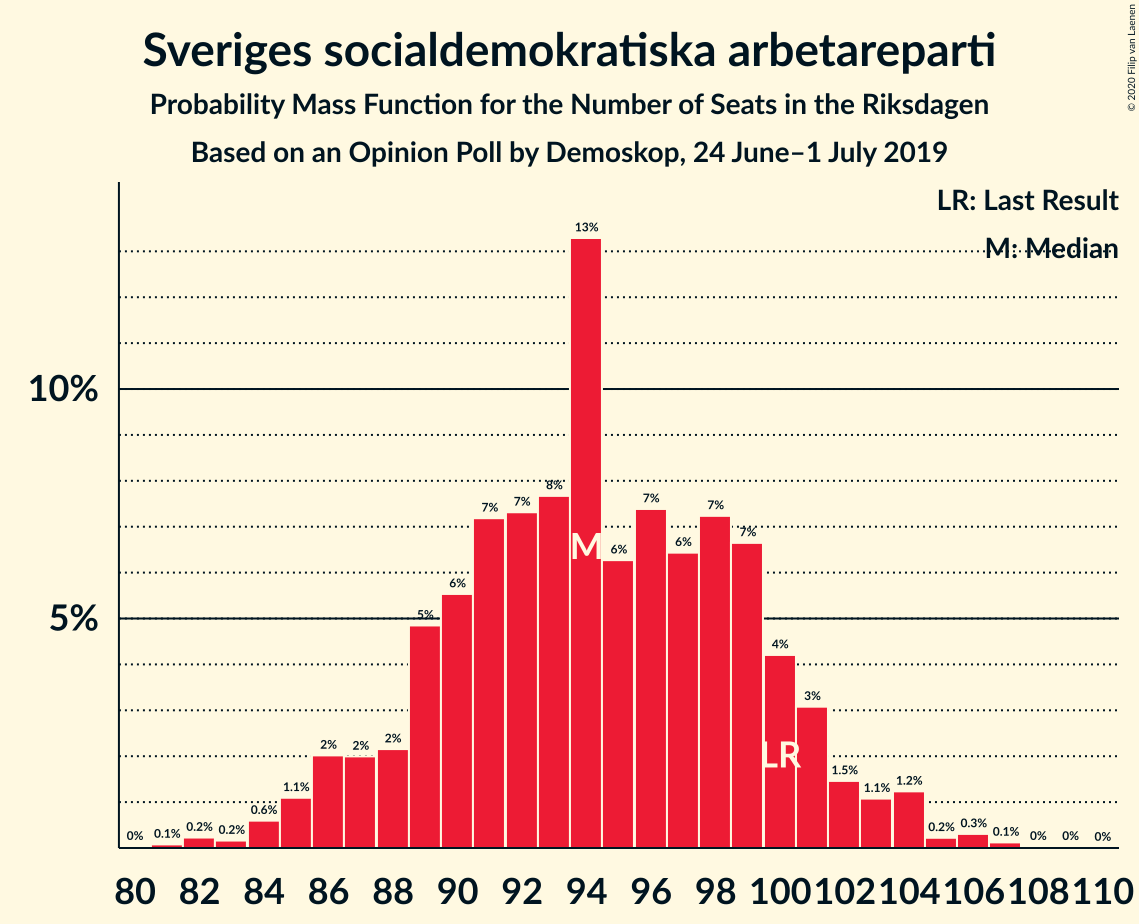 Sveriges socialdemokratiska arbetareparti
Probability Mass Function for the Number of Seats in the Riksdagen
Based on an Opinion Poll by Demoskop, 24 June–1 July 2019
© 2020 Filip van Laenen
LR: Last Result
M: Median
10%
5%
0% 0.1% 0.2% 0.2% 0.6% 1.1% 2% 2% 2% 5% 6% 7% 7% 8% 13% 6% 7% 6% 7% 7% 4% 3% 1.5% 1.1% 1.2% 0.2% 0.3% 0.1% 0% 0% 0%
M
LR
80 82 84 86 88 90 92 94 96 98 100 102 104 106 108 110